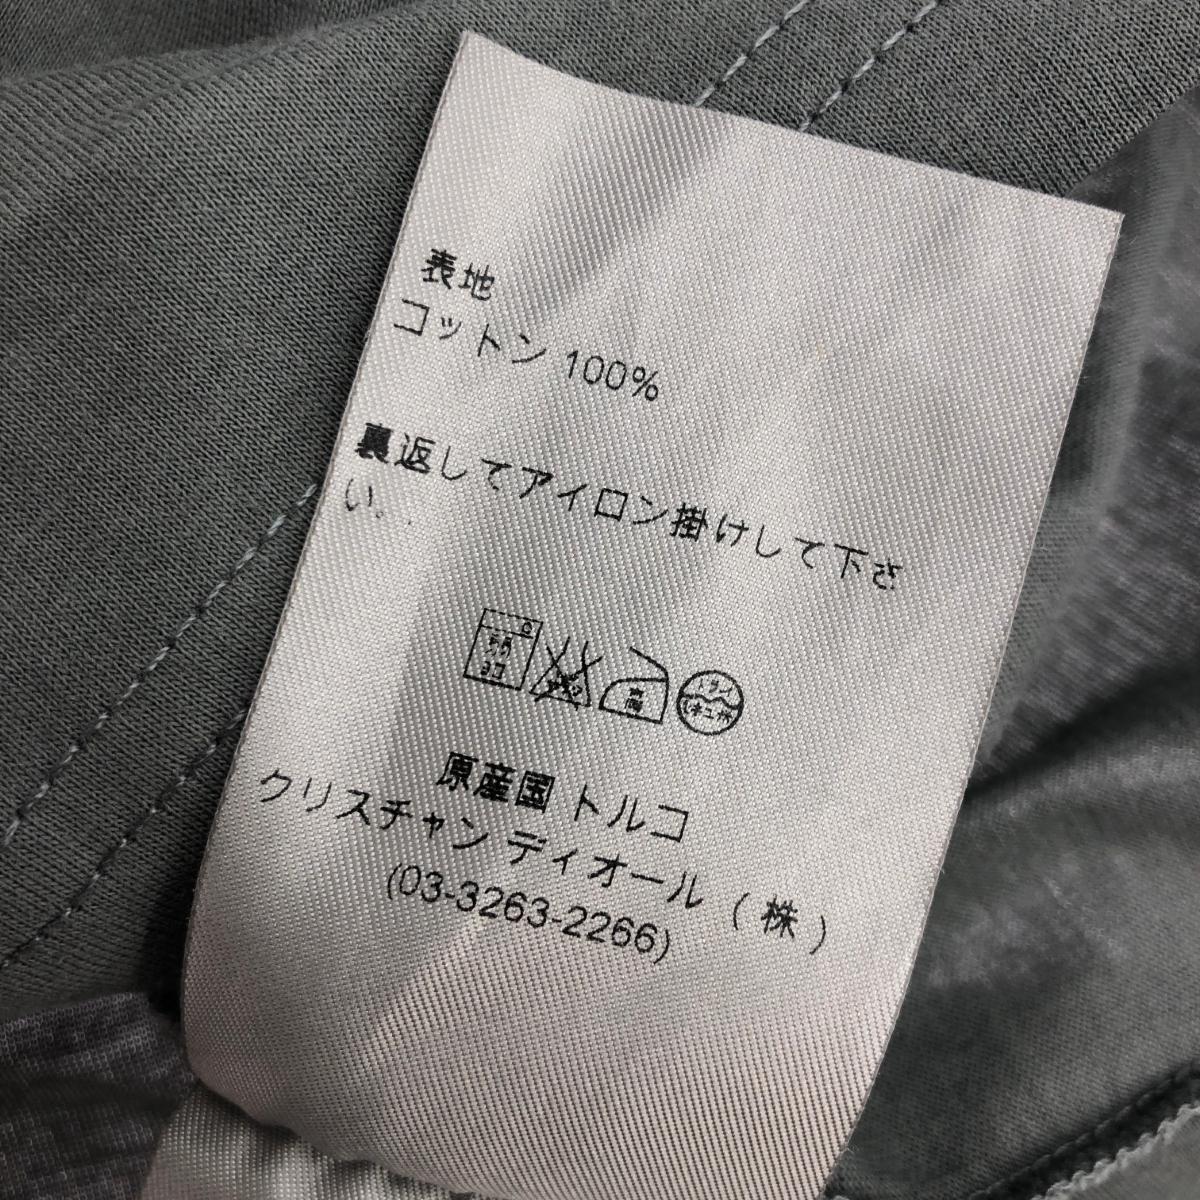 表地
コットン 100%
裏返してアイロン掛けして下さ
い。.
高
原産国 トルコ
クリスチャン ディオール (株)
(03-3263-2266)